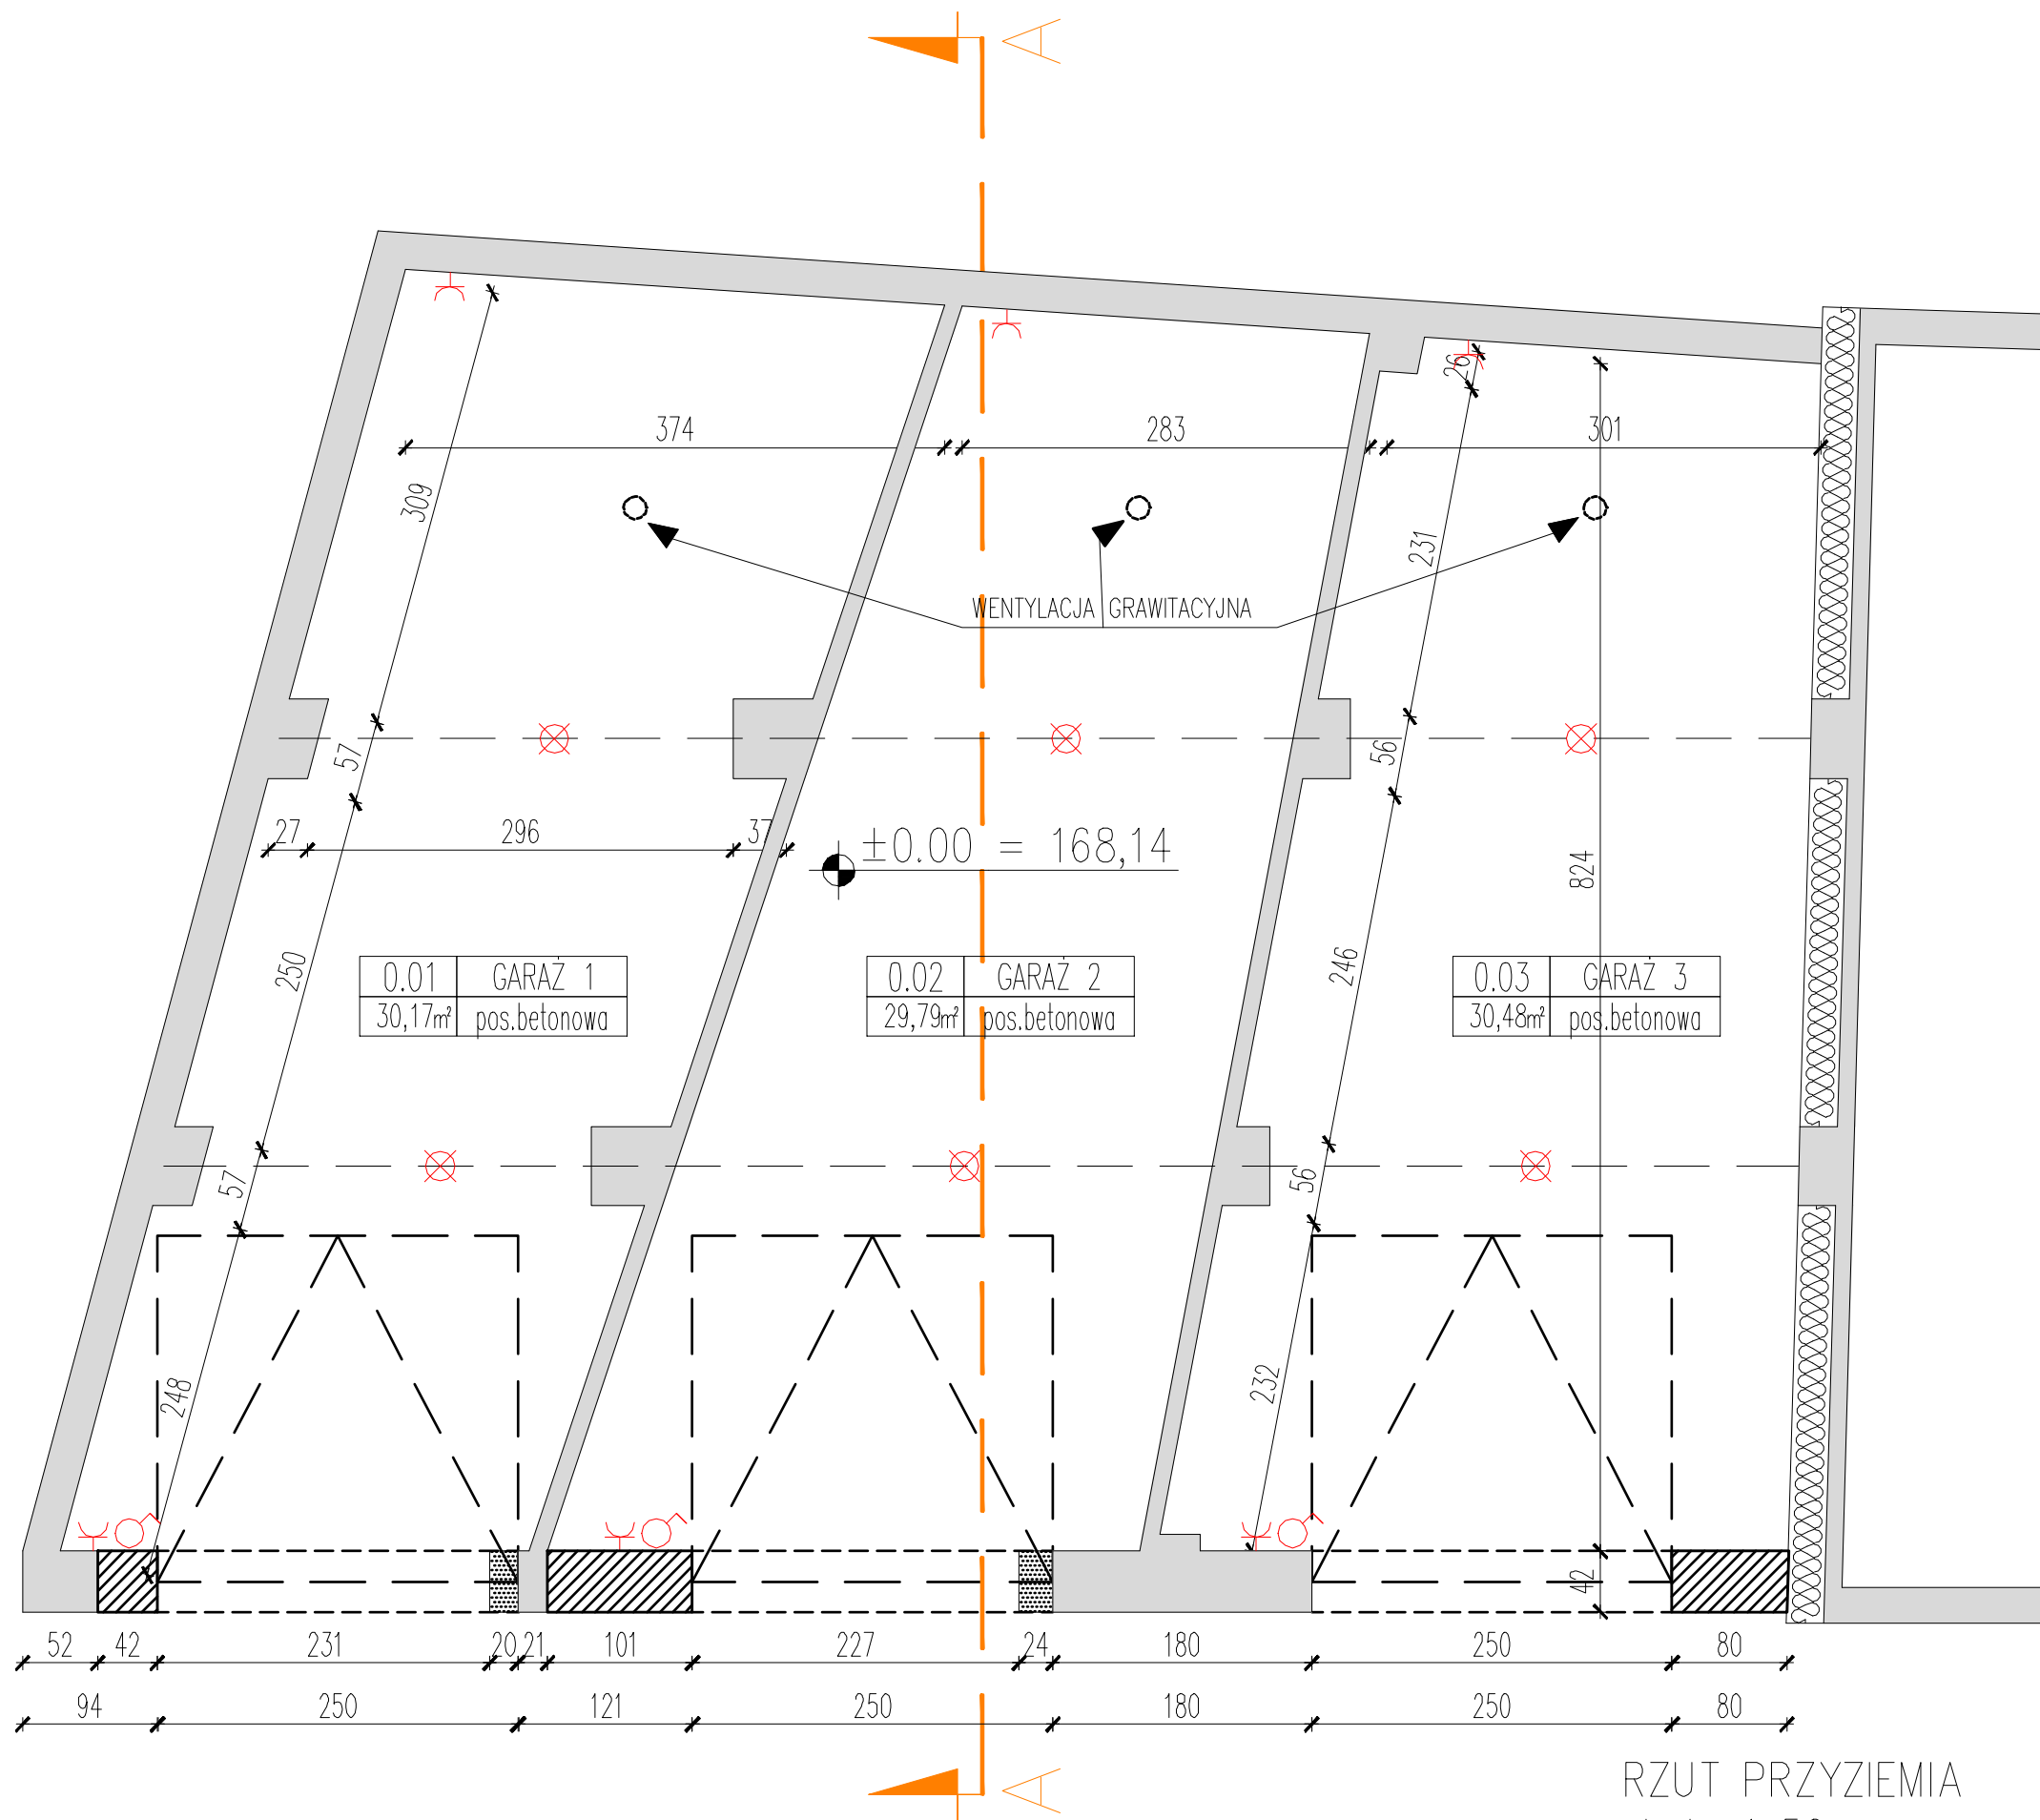 A
26
374
283
301
309
231
WENTYLACJA GRAWITACYJNA
57
56
27
296
37
±0.00 = 168,14
824
250
246
0.01 GARAŻ 1
30,17m² pos.betonowa
0.02 GARAŻ 2
29,79m² pos.betonowa
0.03 GARAŻ 3
30,48m² pos.betonowa
57
56
248
232
42
52 42 231 20 21 101 227 24 180 250 80
94 250 121 250 180 250 80
RZUT PRZYZIEMIA
A